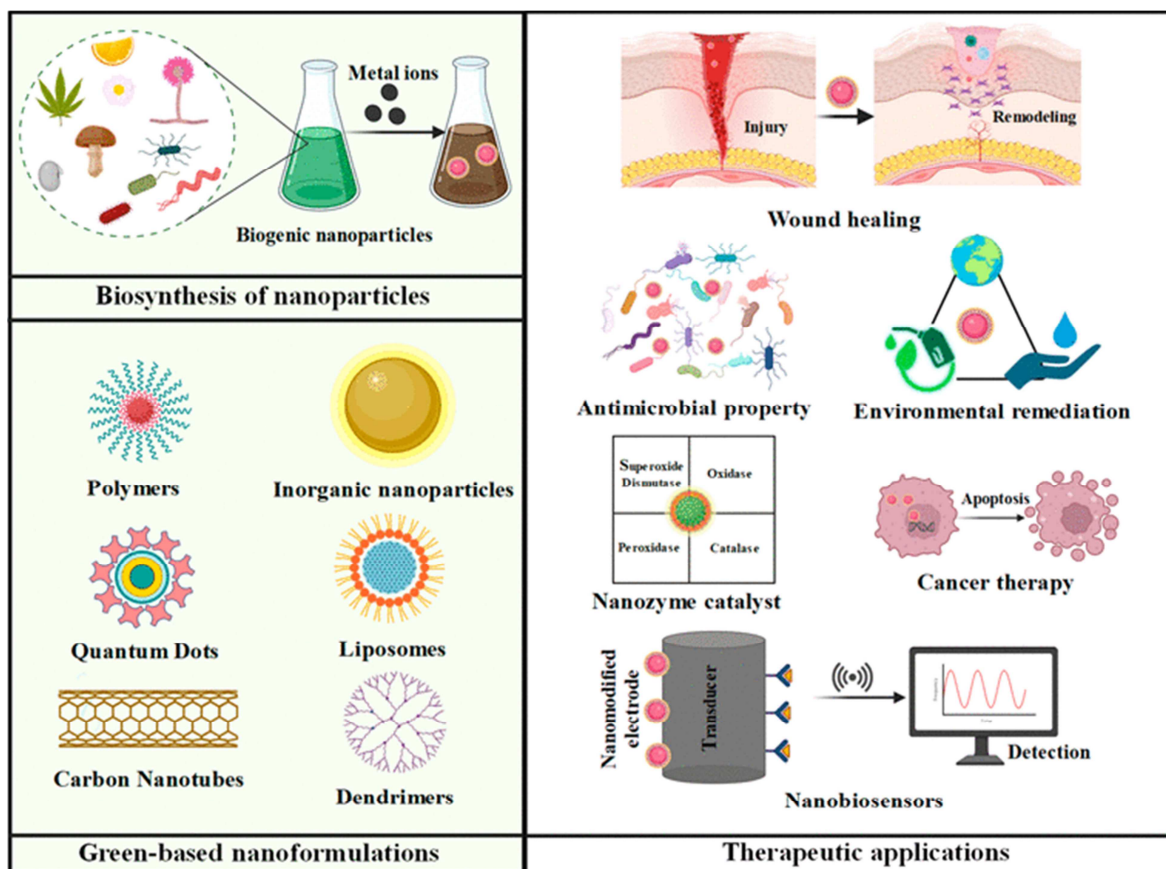 Metal ions
Biogenic nanoparticles
Biosynthesis of nanoparticles
Polymers
Inorganic nanoparticles
Quantum Dots
Liposomes
Carbon Nanotubes
Dendrimers
Green-based nanoformulations
Injury
Remodeling
Wound healing
Antimicrobial property
Environmental remediation
Superoxide
Dismutase
Oxidase
Peroxidase
Catalase
Nanozyme catalyst
Apoptosis
Cancer therapy
Nanomodified
electrode
Transducer
Detection
Nanobiosensors
Therapeutic applications